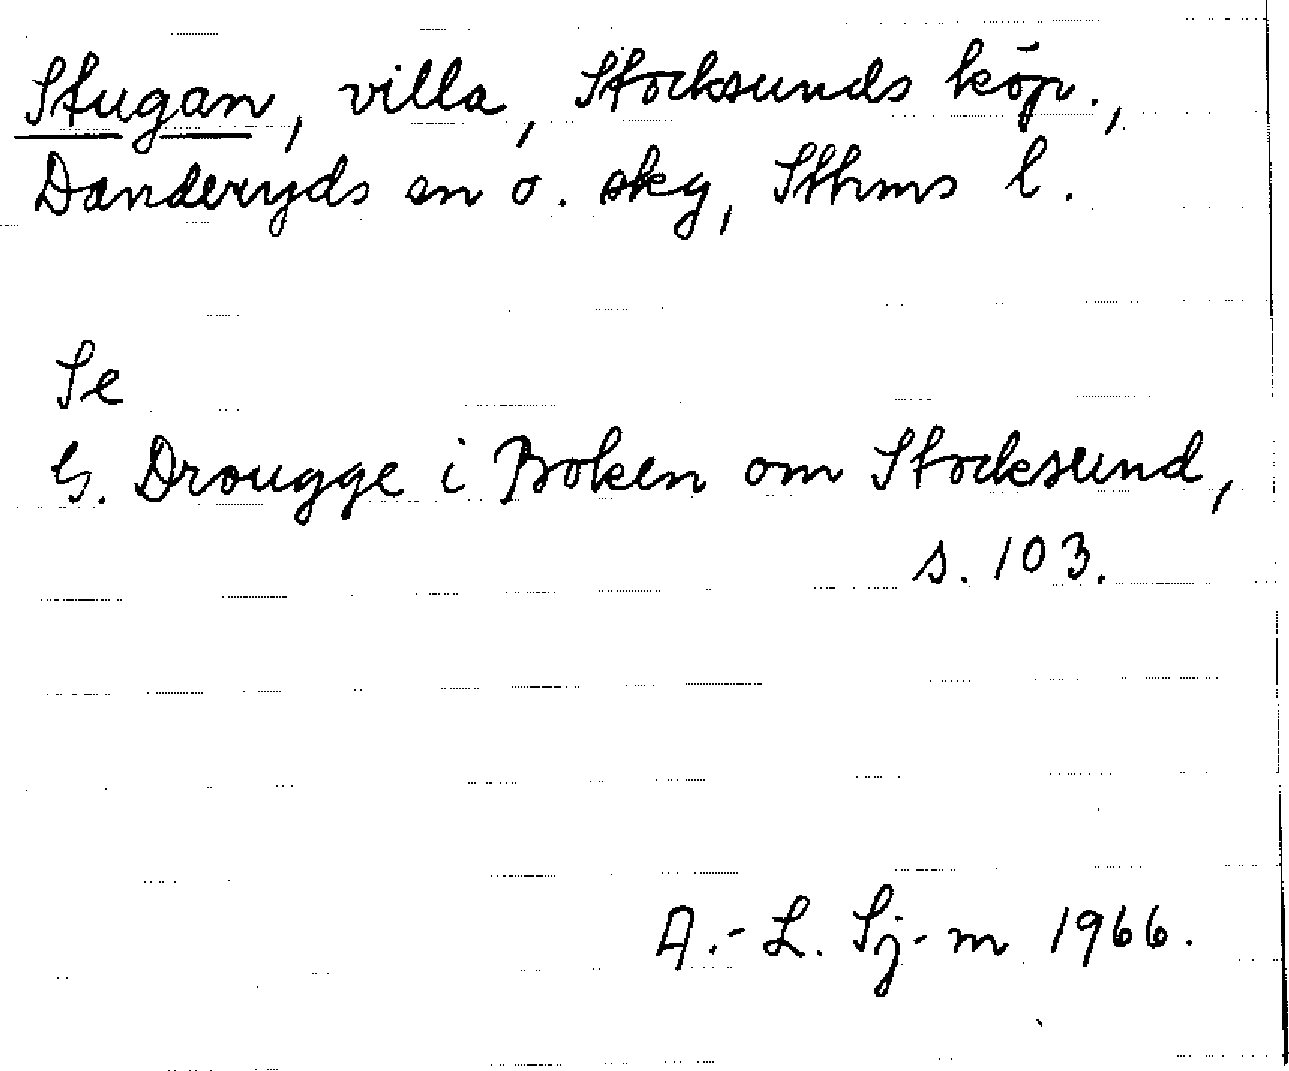 Stugan, villa, Stocksunds köp.,
Danderyds sn o. skg, Sthms l.
Se
G. Drougge i Boken om Stocksund,
s. 103.
A.-L. Sj-m 1966.